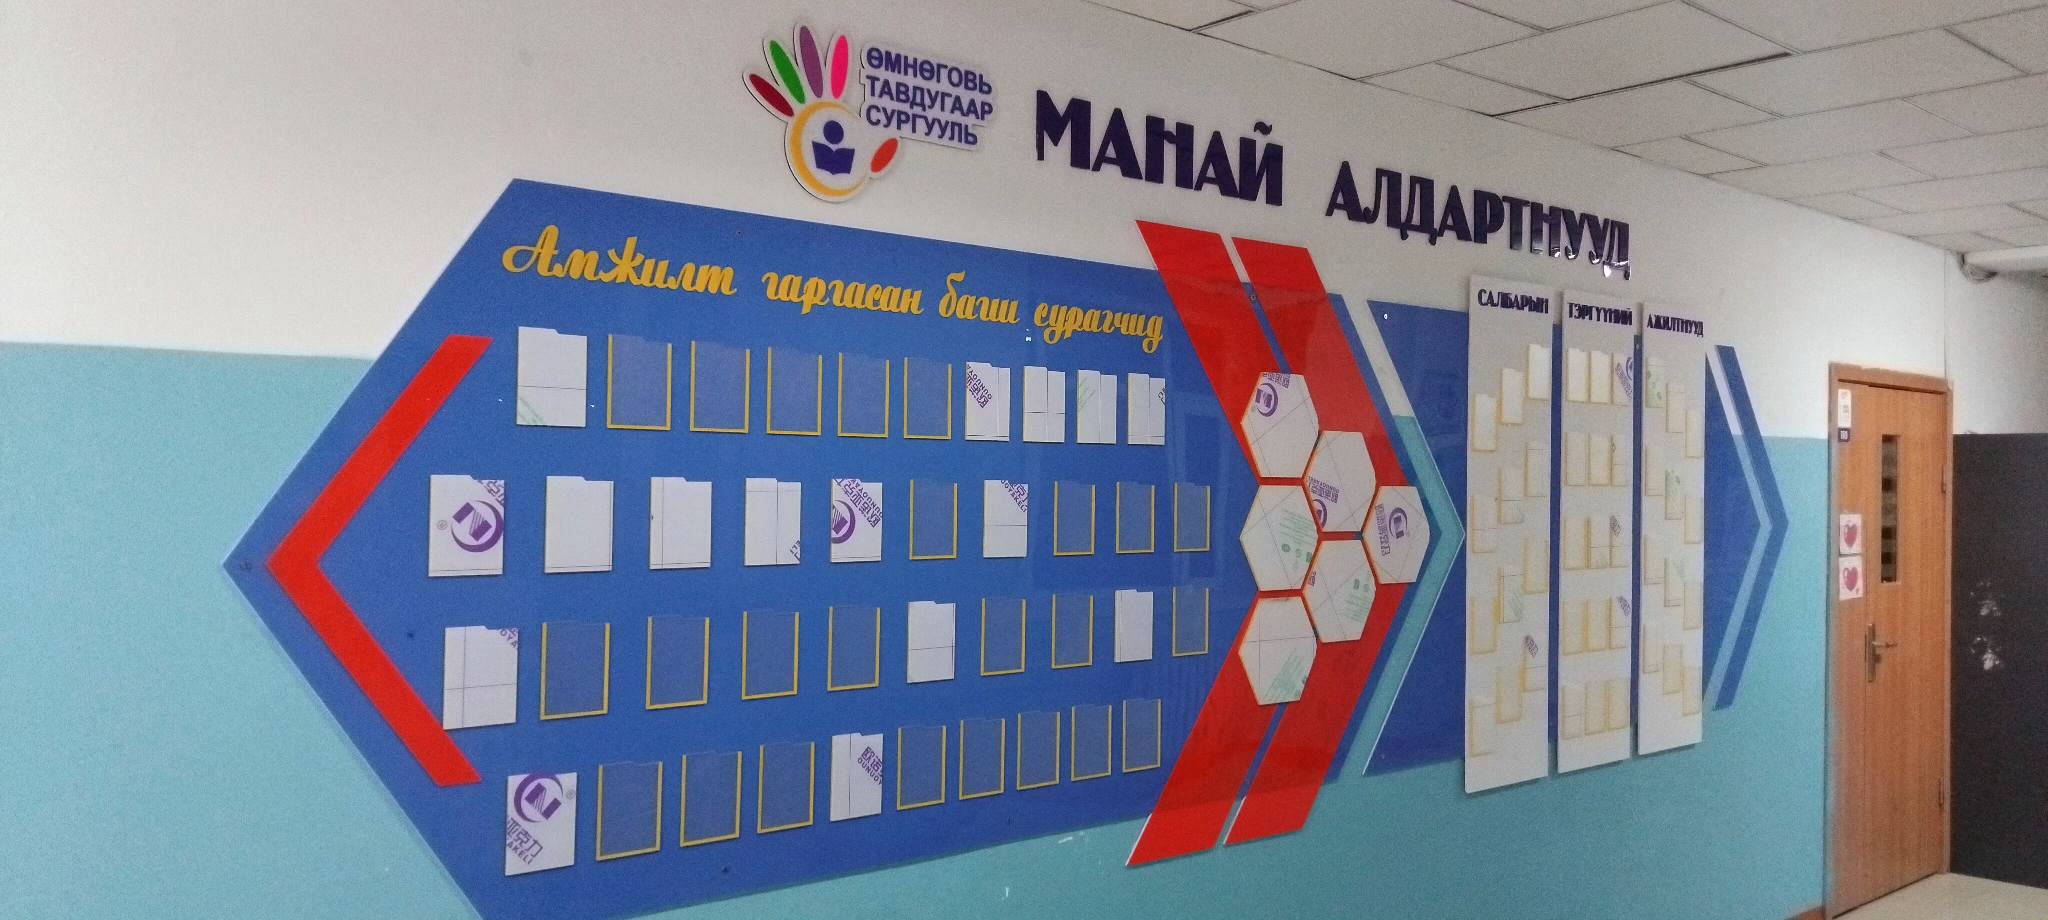 ӨМНӨГОВЬ
ТАВДУГААР
СУРГУУЛЬ
МАНАЙ АЛДАРТНУУД
Амжилт гаргасан багш сурагчид
САЛБАРЫН
ТЭРГҮҮНИЙ
АЖИЛТНУУД